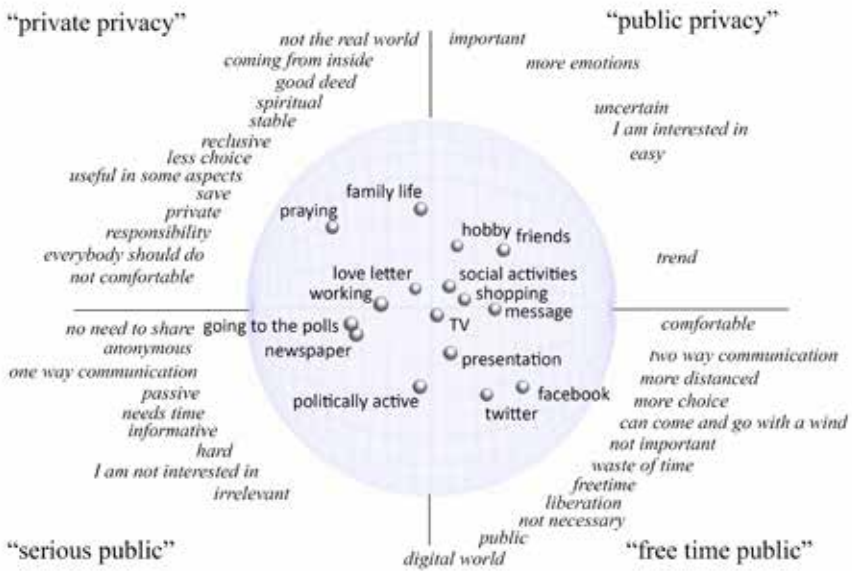 “private privacy”
“public privacy”
not the real world
coming from inside
good deed
spiritual
stable
reclusive
less choice
useful in some aspects
save
private
responsibility
everybody should do
not comfortable
important
more emotions
uncertain
I am interested in
easy
trend
family life
praying
hobby
friends
love letter
social activities
working
shopping
message
going to the polls
TV
newspaper
presentation
politically active
facebook
twitter
no need to share
anonymous
one way communication
passive
needs time
informative
hard
I am not interested in
irrelevant
comfortable
two way communication
more distanced
more choice
can come and go with a wind
not important
waste of time
freetime
liberation
not necessary
public
digital world
“serious public”
“free time public”